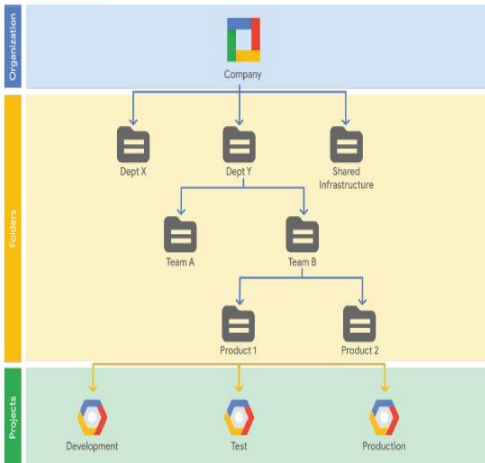 Organization
Company
Folders
Dept X
Dept Y
Shared
Infrastructure
Team A
Team B
Product 1
Product 2
Projects
Development
Test
Production